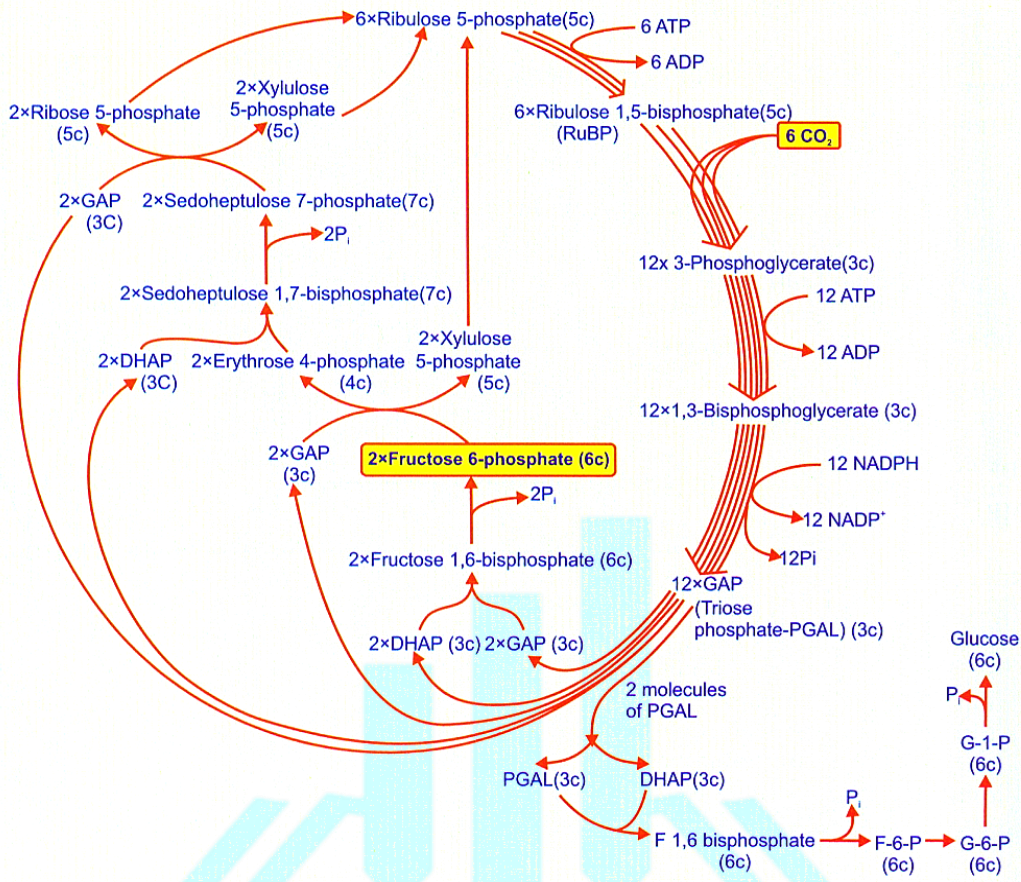 6×Ribulose 5-phosphate(5c)
6 ATP
6 ADP
2×Xylulose
5-phosphate
(5c)
2×Ribose 5-phosphate
(5c)
6×Ribulose 1,5-bisphosphate(5c)
(RuBP)
6 CO₂
2×GAP
(3C)
2×Sedoheptulose 7-phosphate(7c)
2Pᵢ
12x 3-Phosphoglycerate(3c)
2×Sedoheptulose 1,7-bisphosphate(7c)
12 ATP
12 ADP
2×DHAP
(3C)
2×Erythrose 4-phosphate
(4c)
2×Xylulose
5-phosphate
(5c)
12×1,3-Bisphosphoglycerate (3c)
2×GAP
(3c)
2×Fructose 6-phosphate (6c)
12 NADPH
2Pᵢ
12 NADP⁺
12Pi
2×Fructose 1,6-bisphosphate (6c)
12×GAP
(Triose
phosphate-PGAL) (3c)
2×DHAP (3c) 2×GAP (3c)
2 molecules
of PGAL
Glucose
(6c)
Pᵢ
G-1-P
(6c)
PGAL(3c)
DHAP(3c)
Pᵢ
F 1,6 bisphosphate
(6c)
F-6-P
(6c)
G-6-P
(6c)